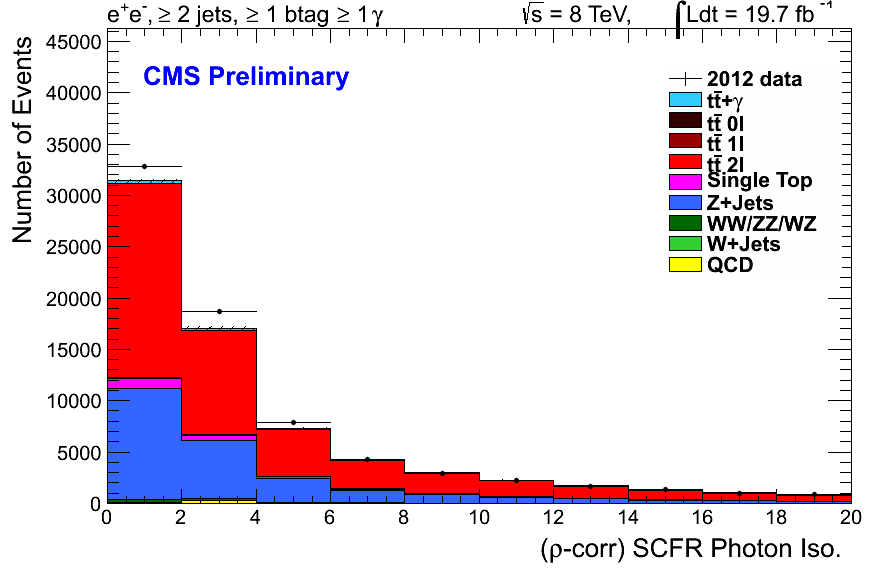 e⁺e⁻, ≥ 2 jets, ≥ 1 btag ≥ 1 γ √s = 8 TeV, ∫Ldt = 19.7 fb⁻¹
CMS Preliminary
Number of Events
45000
40000
35000
30000
25000
20000
15000
10000
5000
0
2012 data
tt̄+γ
tt̄ 0l
tt̄ 1l
tt̄ 2l
Single Top
Z+Jets
WW/ZZ/WZ
W+Jets
QCD
0 2 4 6 8 10 12 14 16 18 20
(ρ-corr) SCFR Photon Iso.